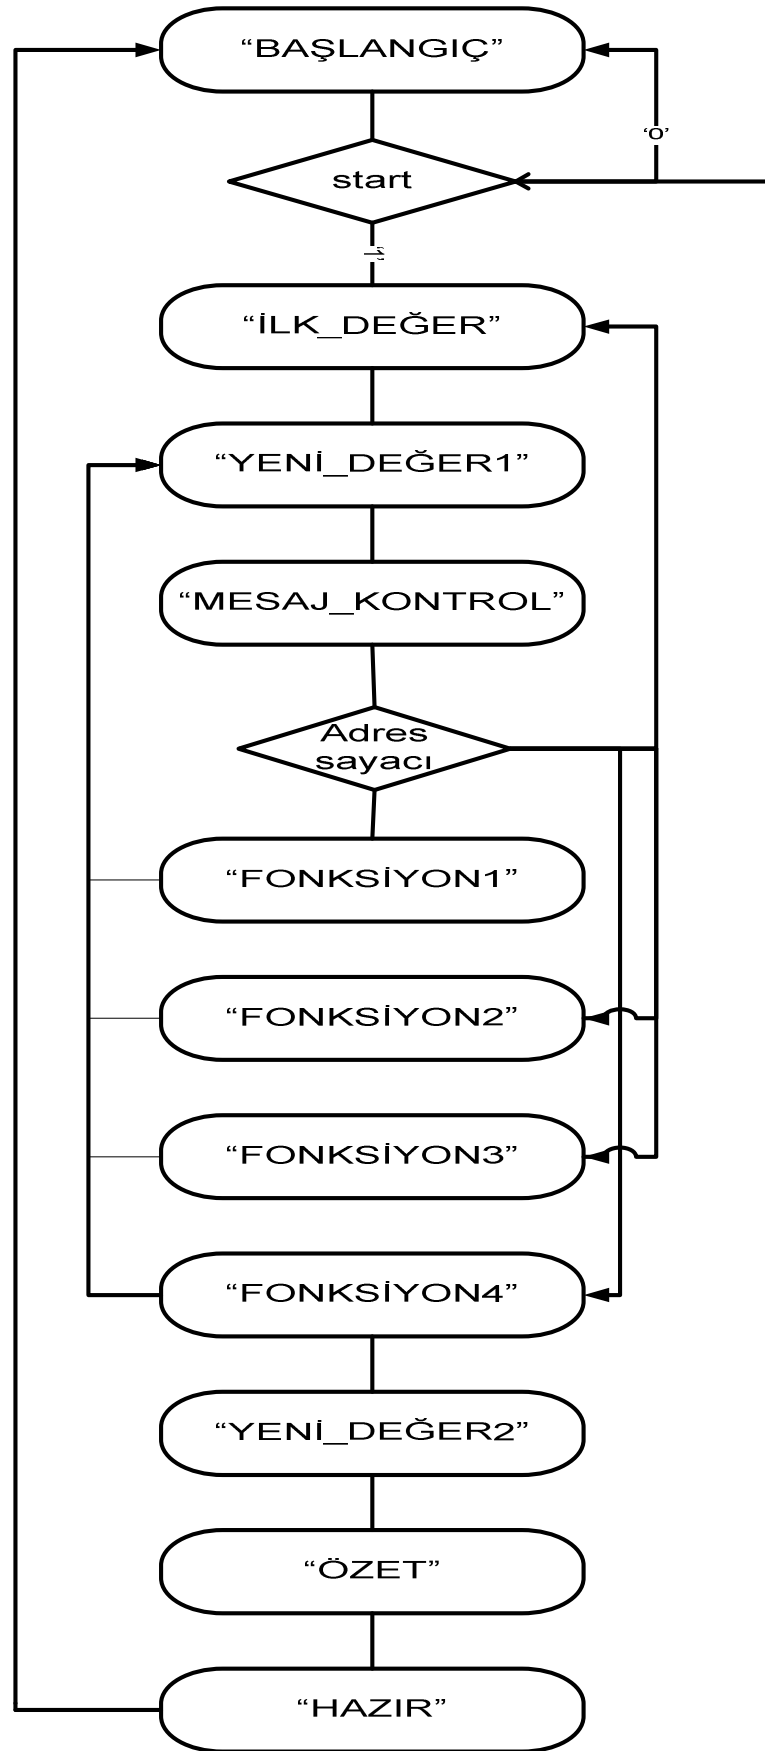 “BAŞLANGIÇ”
‘0’
start
“İLK_DEĞER”
“YENİ_DEĞER1”
“MESAJ_KONTROL”
Adres
sayacı
“FONKSİYON1”
“FONKSİYON2”
“FONKSİYON3”
“FONKSİYON4”
“YENİ_DEĞER2”
“ÖZET”
“HAZIR”